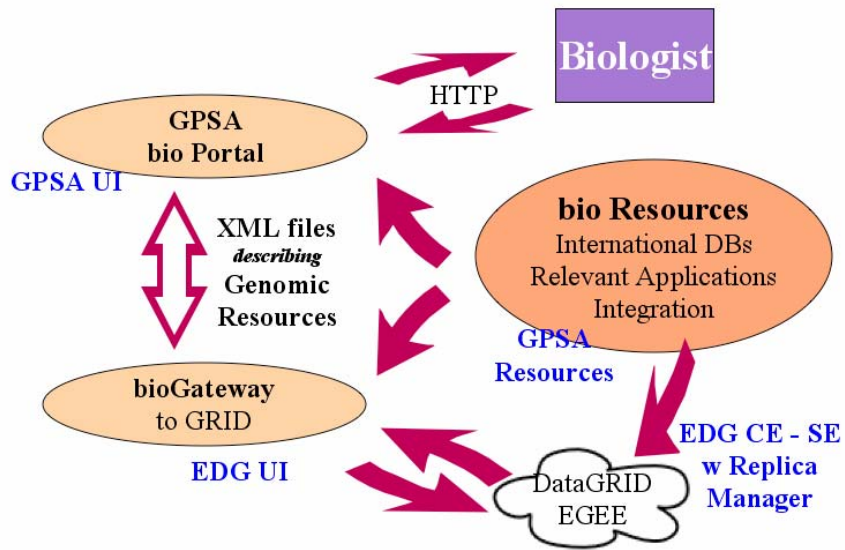 Biologist
HTTP
GPSA
bio Portal
GPSA UI
XML files
describing
Genomic
Resources
bio Resources
International DBs
Relevant Applications
Integration
GPSA
Resources
bioGateway
to GRID
EDG UI
EDG CE - SE
w Replica
Manager
DataGRID
EGEE